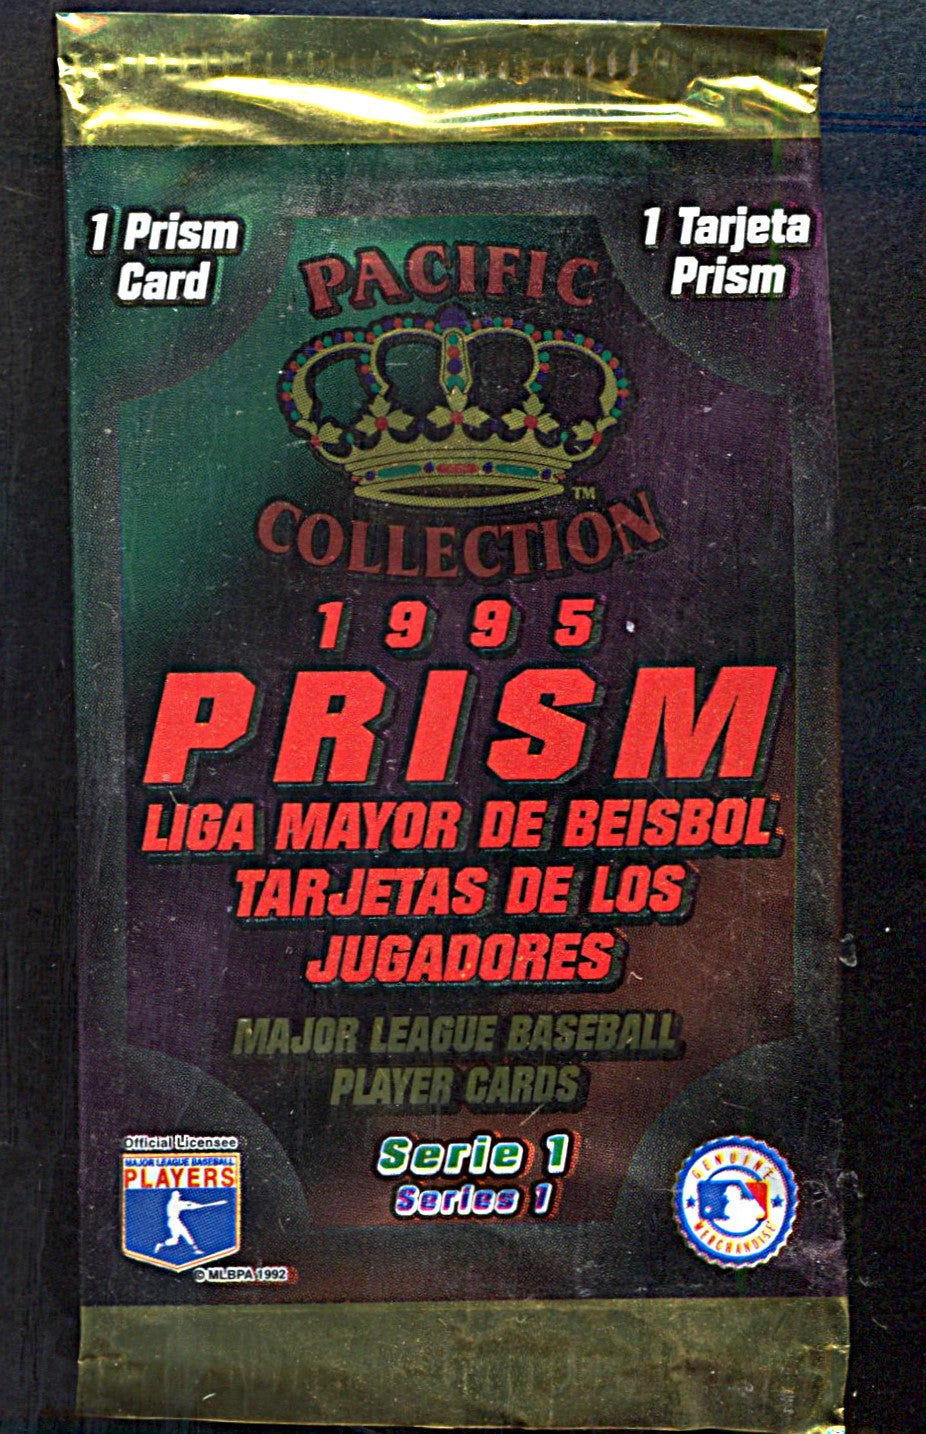 1 Prism
Card
1 Tarjeta
Prism
PACIFIC
TM
COLLECTION
1995
PRISM
LIGA MAYOR DE BEISBOL
TARJETAS DE LOS
JUGADORES
MAJOR LEAGUE BASEBALL
PLAYER CARDS
Serie 1
Series 1
Official Licensee
MAJOR LEAGUE BASEBALL
PLAYERS
© MLBPA 1992
GENUINE
MERCHANDISE